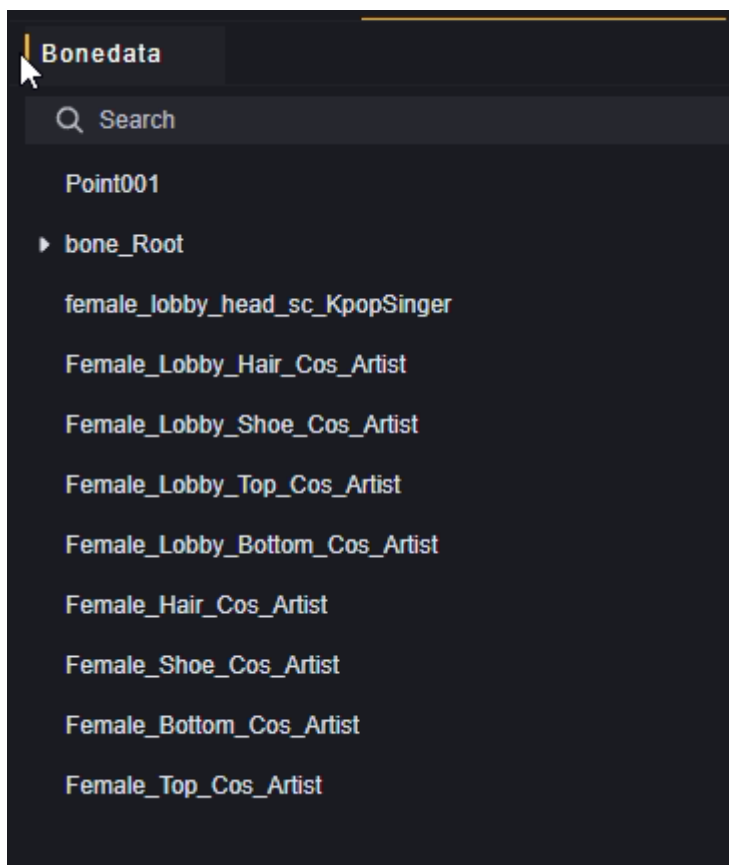 Bonedata
Search
Point001
bone_Root
female_lobby_head_sc_KpopSinger
Female_Lobby_Hair_Cos_Artist
Female_Lobby_Shoe_Cos_Artist
Female_Lobby_Top_Cos_Artist
Female_Lobby_Bottom_Cos_Artist
Female_Hair_Cos_Artist
Female_Shoe_Cos_Artist
Female_Bottom_Cos_Artist
Female_Top_Cos_Artist